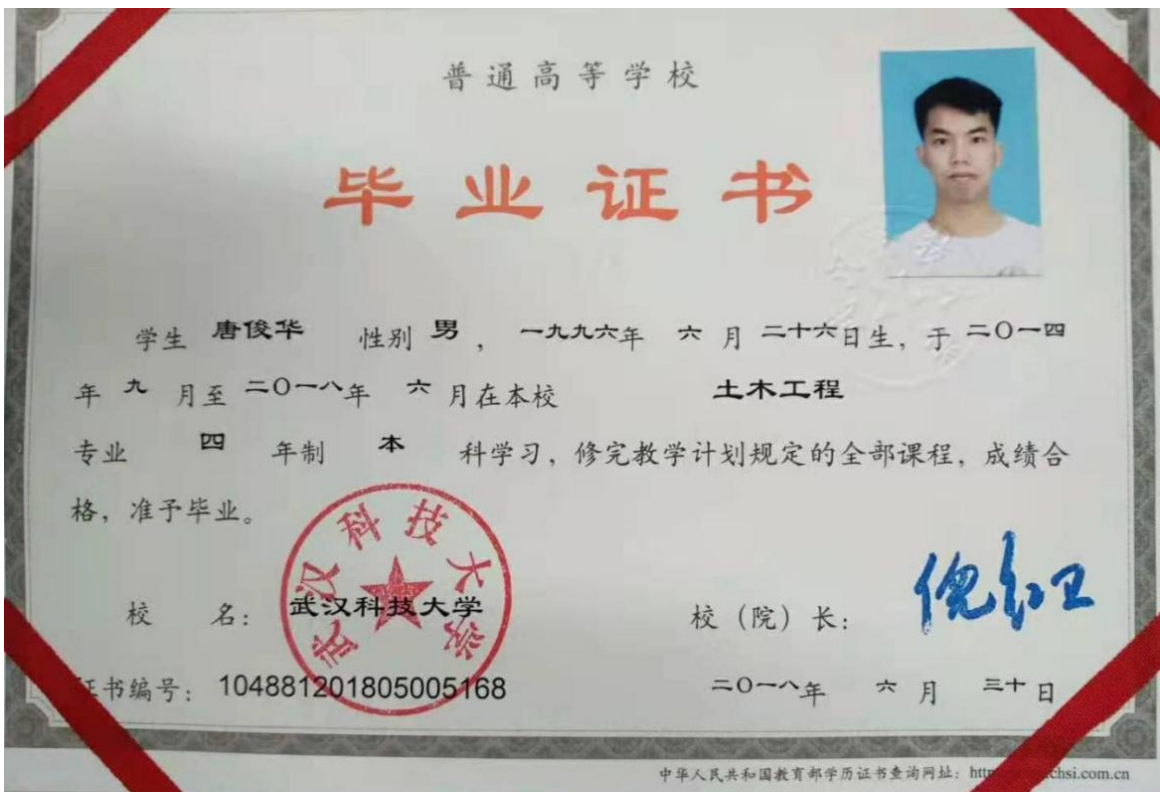 普通高等学校
毕业证书
学生 唐俊华 性别 男 ，一九九六年 六 月 二十六日生，于 二〇一四
年 九 月至 二〇一八年 六 月在本校 土木工程
专业 四 年制 本 科学习，修完教学计划规定的全部课程，成绩合
格，准予毕业。
武汉科技大学
校 名： 武汉科技大学 校（院）长： 倪红卫
证书编号： 104881201805005168 二〇一八年 六 月 三十日
中华人民共和国教育部学历证书查询网址：htt chsi.com.cn